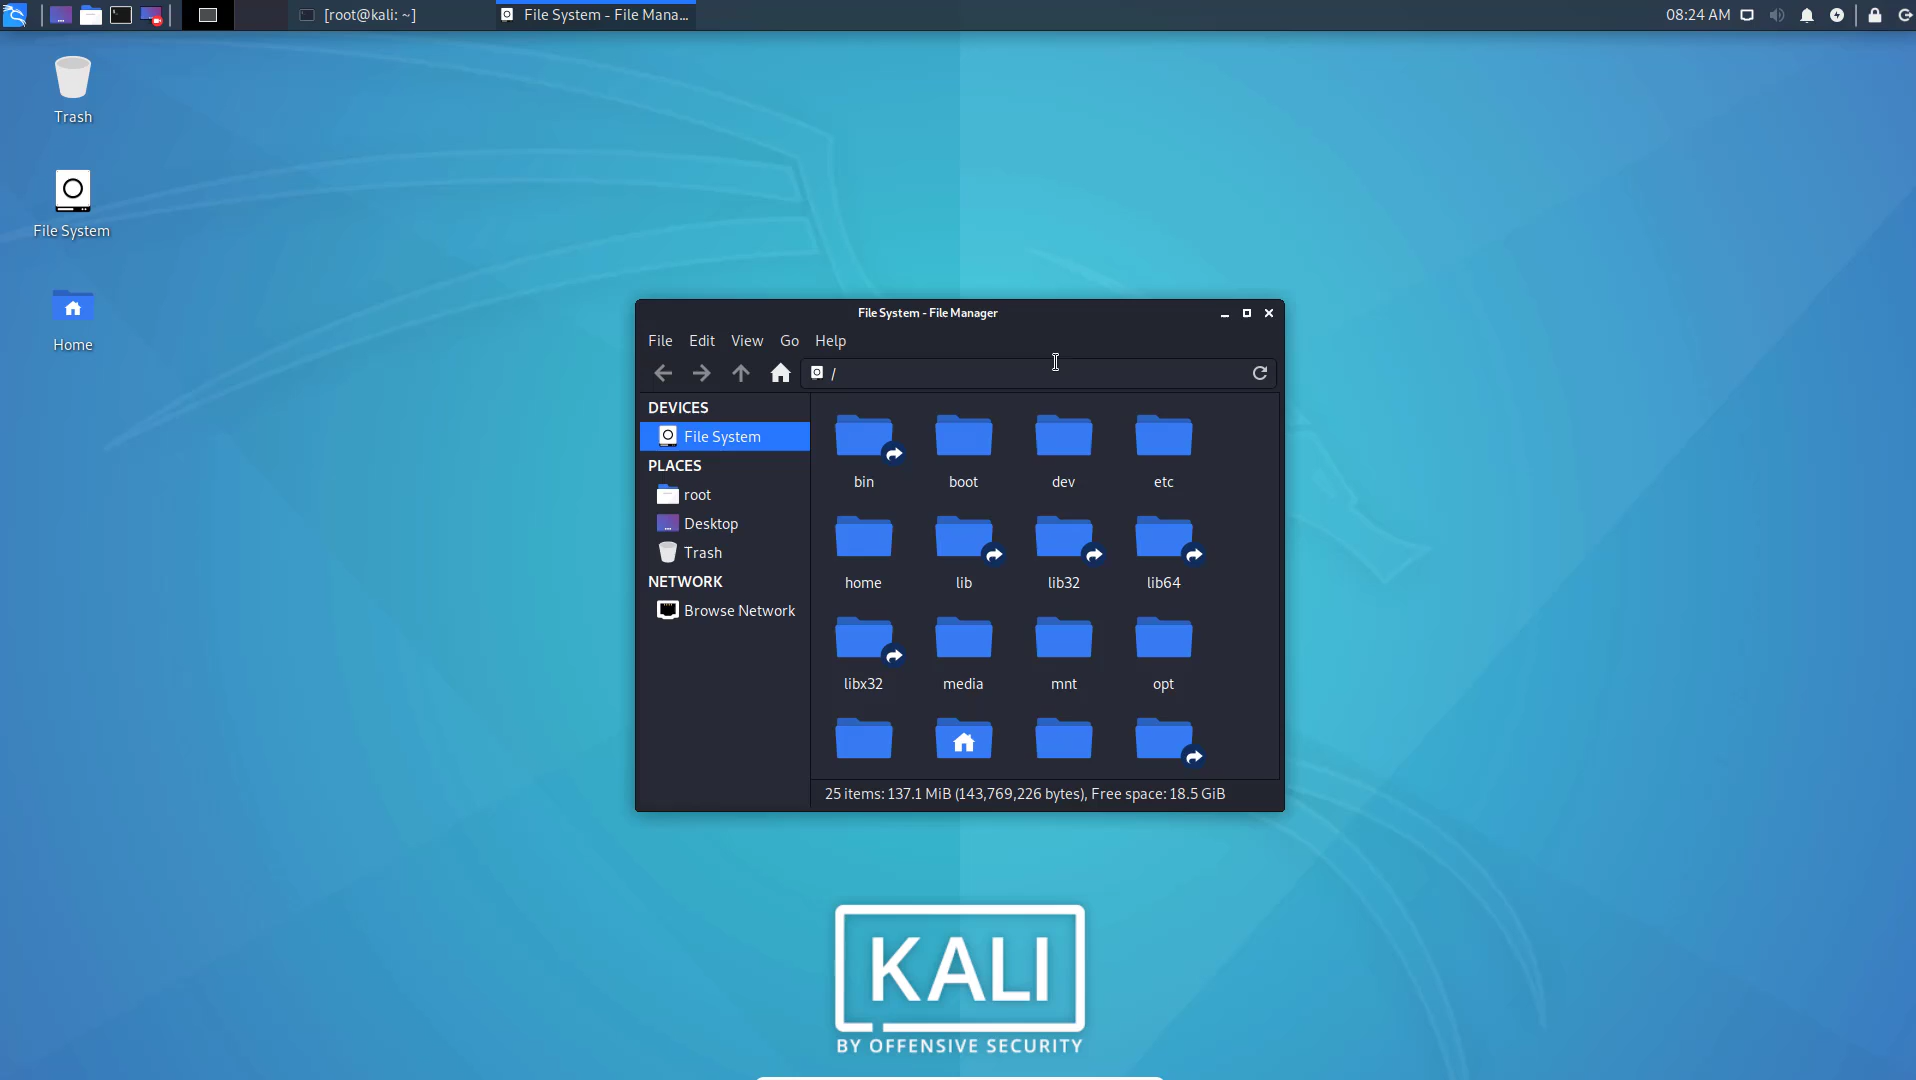 [root@kali: ~]
File System - File Mana...
08:24 AM
Trash
File System
Home
File System - File Manager
File Edit View Go Help
/
DEVICES
File System
PLACES
root
Desktop
Trash
NETWORK
Browse Network
bin boot dev etc
home lib lib32 lib64
libx32 media mnt opt
25 items: 137.1 MiB (143,769,226 bytes), Free space: 18.5 GiB
KALI
BY OFFENSIVE SECURITY